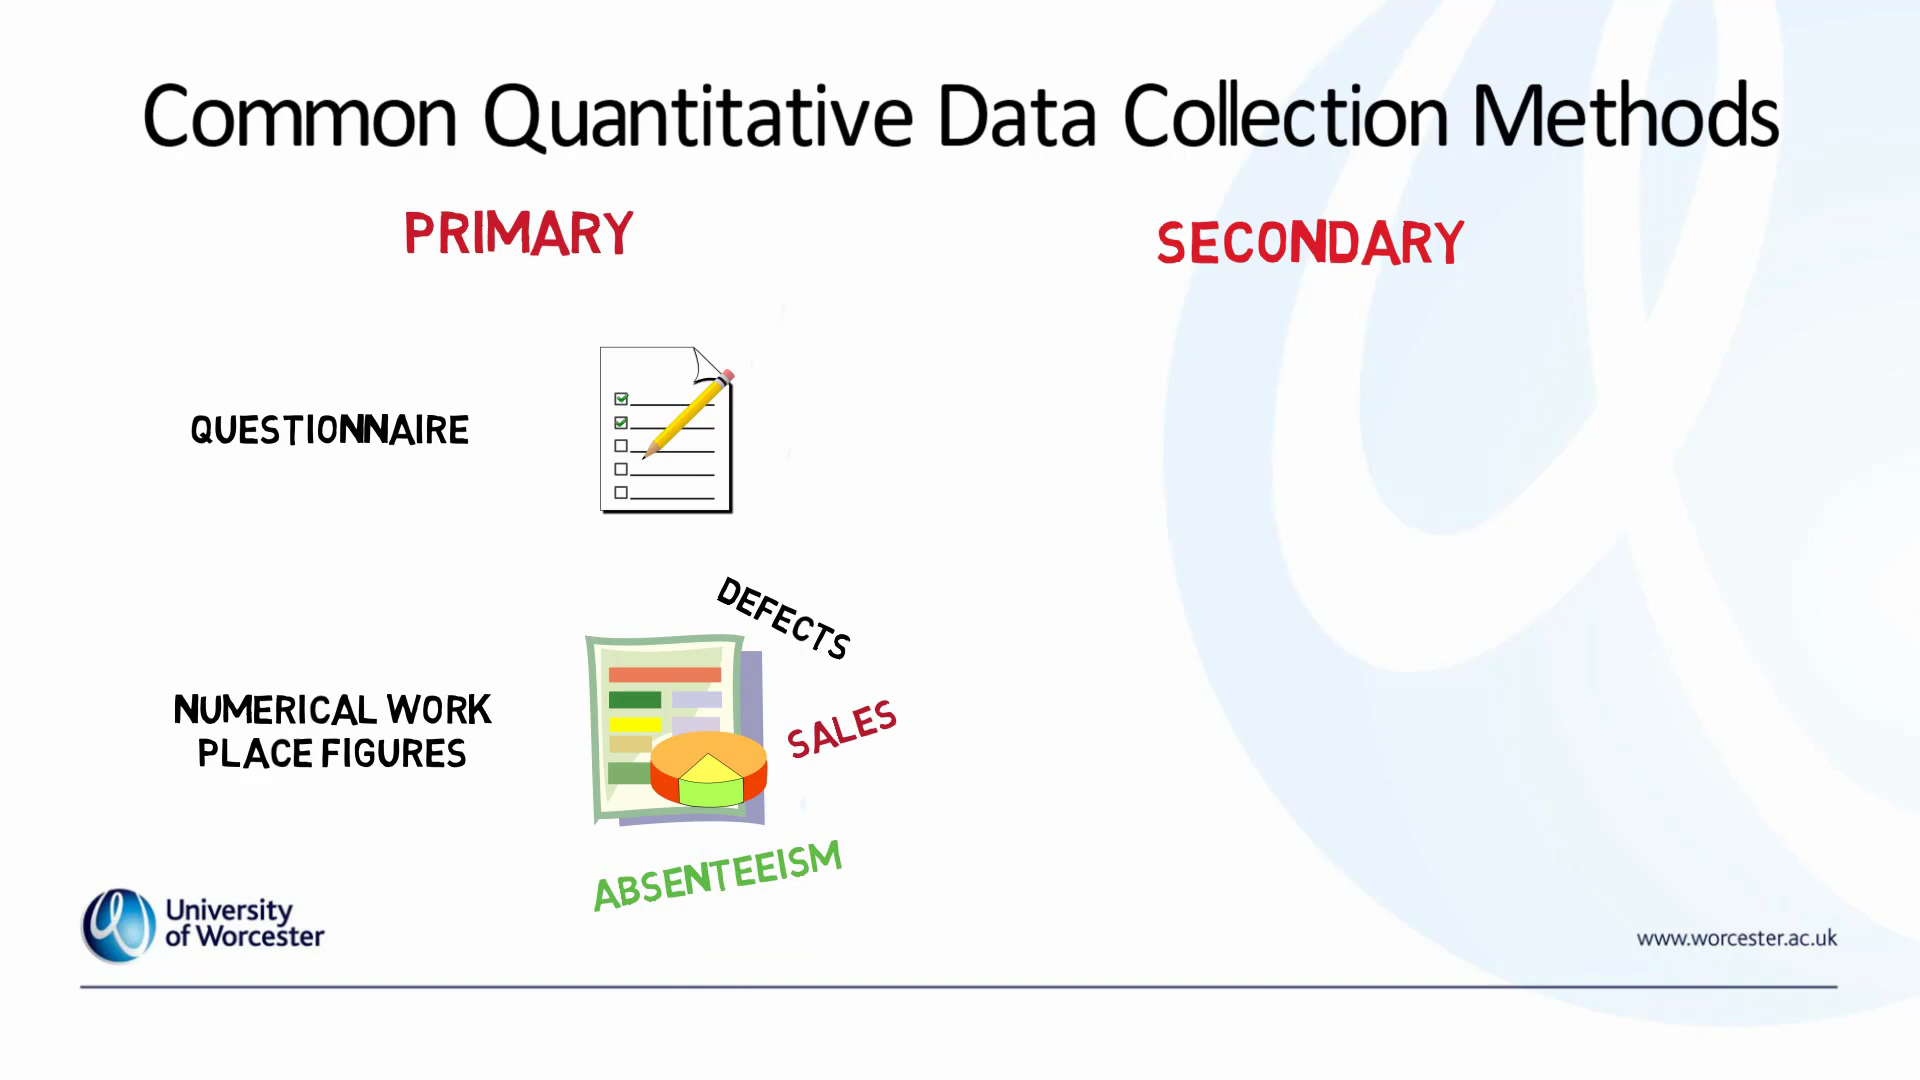 Common Quantitative Data Collection Methods
PRIMARY
SECONDARY
QUESTIONNAIRE
DEFECTS
NUMERICAL WORK
PLACE FIGURES
SALES
ABSENTEEISM
University
of Worcester
www.worcester.ac.uk